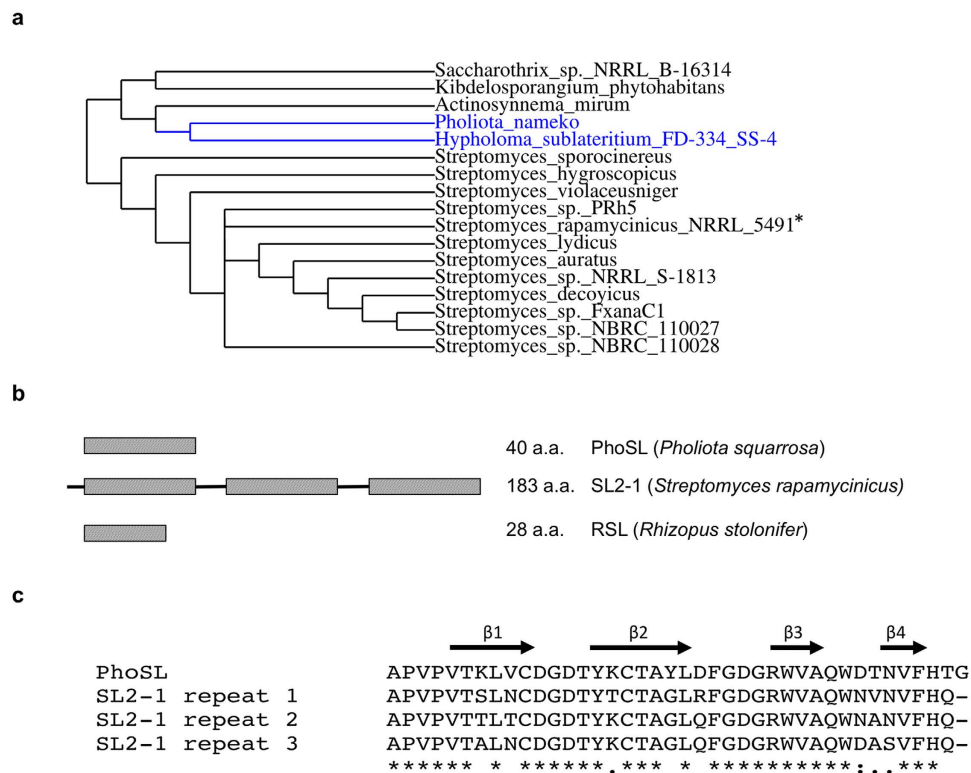 a
Saccharothrix_sp._NRRL_B-16314
Kibdelosporangium_phytohabitans
Actinosynnema_mirum
Pholiota_nameko
Hypholoma_sublateritium_FD-334_SS-4
Streptomyces_sporocinereus
Streptomyces_hygroscopicus
Streptomyces_violaceusniger
Streptomyces_sp._PRh5
Streptomyces_rapamycinicus_NRRL_5491*
Streptomyces_lydicus
Streptomyces_auratus
Streptomyces_sp._NRRL_S-1813
Streptomyces_decoyicus
Streptomyces_sp._FxanaC1
Streptomyces_sp._NBRC_110027
Streptomyces_sp._NBRC_110028
b
40 a.a. PhoSL (Pholiota squarrosa)
183 a.a. SL2-1 (Streptomyces rapamycinicus)
28 a.a. RSL (Rhizopus stolonifer)
c
β1 β2 β3 β4
PhoSL APVPVTKLVCDGDTYKCTAYLDFGDGRWVAQWDTNVFHTG
SL2-1 repeat 1 APVPVTSLNCDGDTYTCTAGLRFGDGRWVAQWNVNVFHQ-
SL2-1 repeat 2 APVPVTTLTCDGDTYKCTAGLQFGDGRWVAQWNANVFHQ-
SL2-1 repeat 3 APVPVTALNCDGDTYKCTAGLQFGDGRWVAQWDASVFHQ-
****** * ******.*** * **********:..***